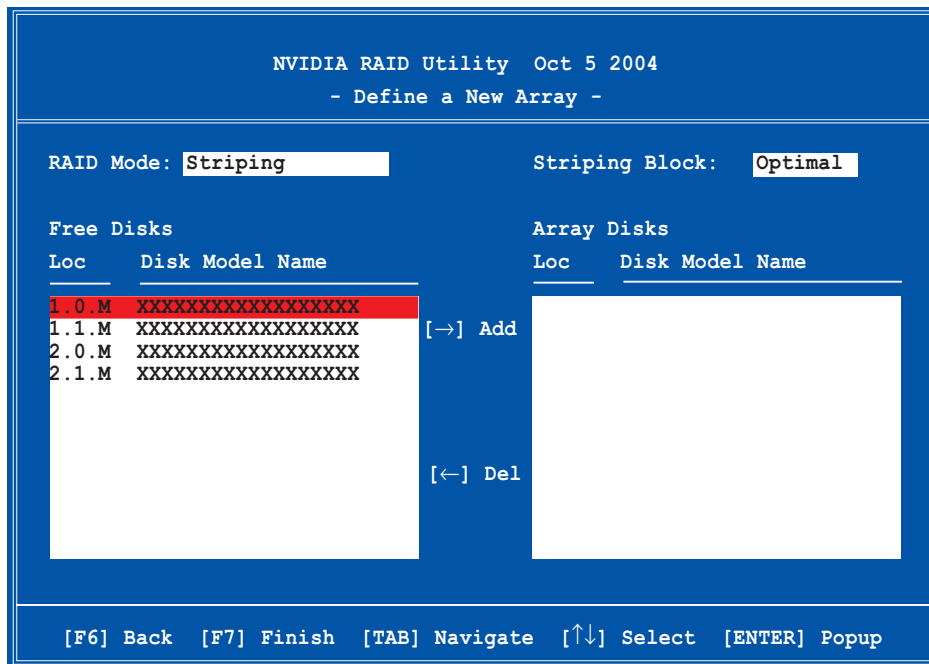 NVIDIA RAID Utility Oct 5 2004
- Define a New Array -
RAID Mode: Striping Striping Block: Optimal
Free Disks Array Disks
Loc Disk Model Name Loc Disk Model Name
1.0.M XXXXXXXXXXXXXXXXXX
1.1.M XXXXXXXXXXXXXXXXXX
[→] Add
2.0.M XXXXXXXXXXXXXXXXXX
2.1.M XXXXXXXXXXXXXXXXXX
[←] Del
[F6] Back [F7] Finish [TAB] Navigate [↑↓] Select [ENTER] Popup